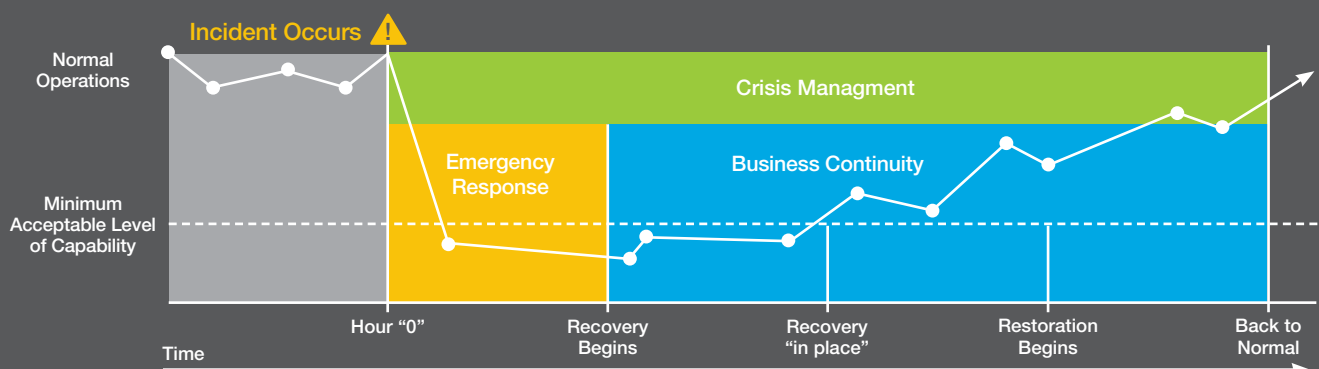 Incident Occurs
Normal
Operations
Crisis Managment
Emergency
Response
Business Continuity
Minimum
Acceptable Level
of Capability
Hour “0”
Recovery
Begins
Recovery
“in place”
Restoration
Begins
Back to
Normal
Time